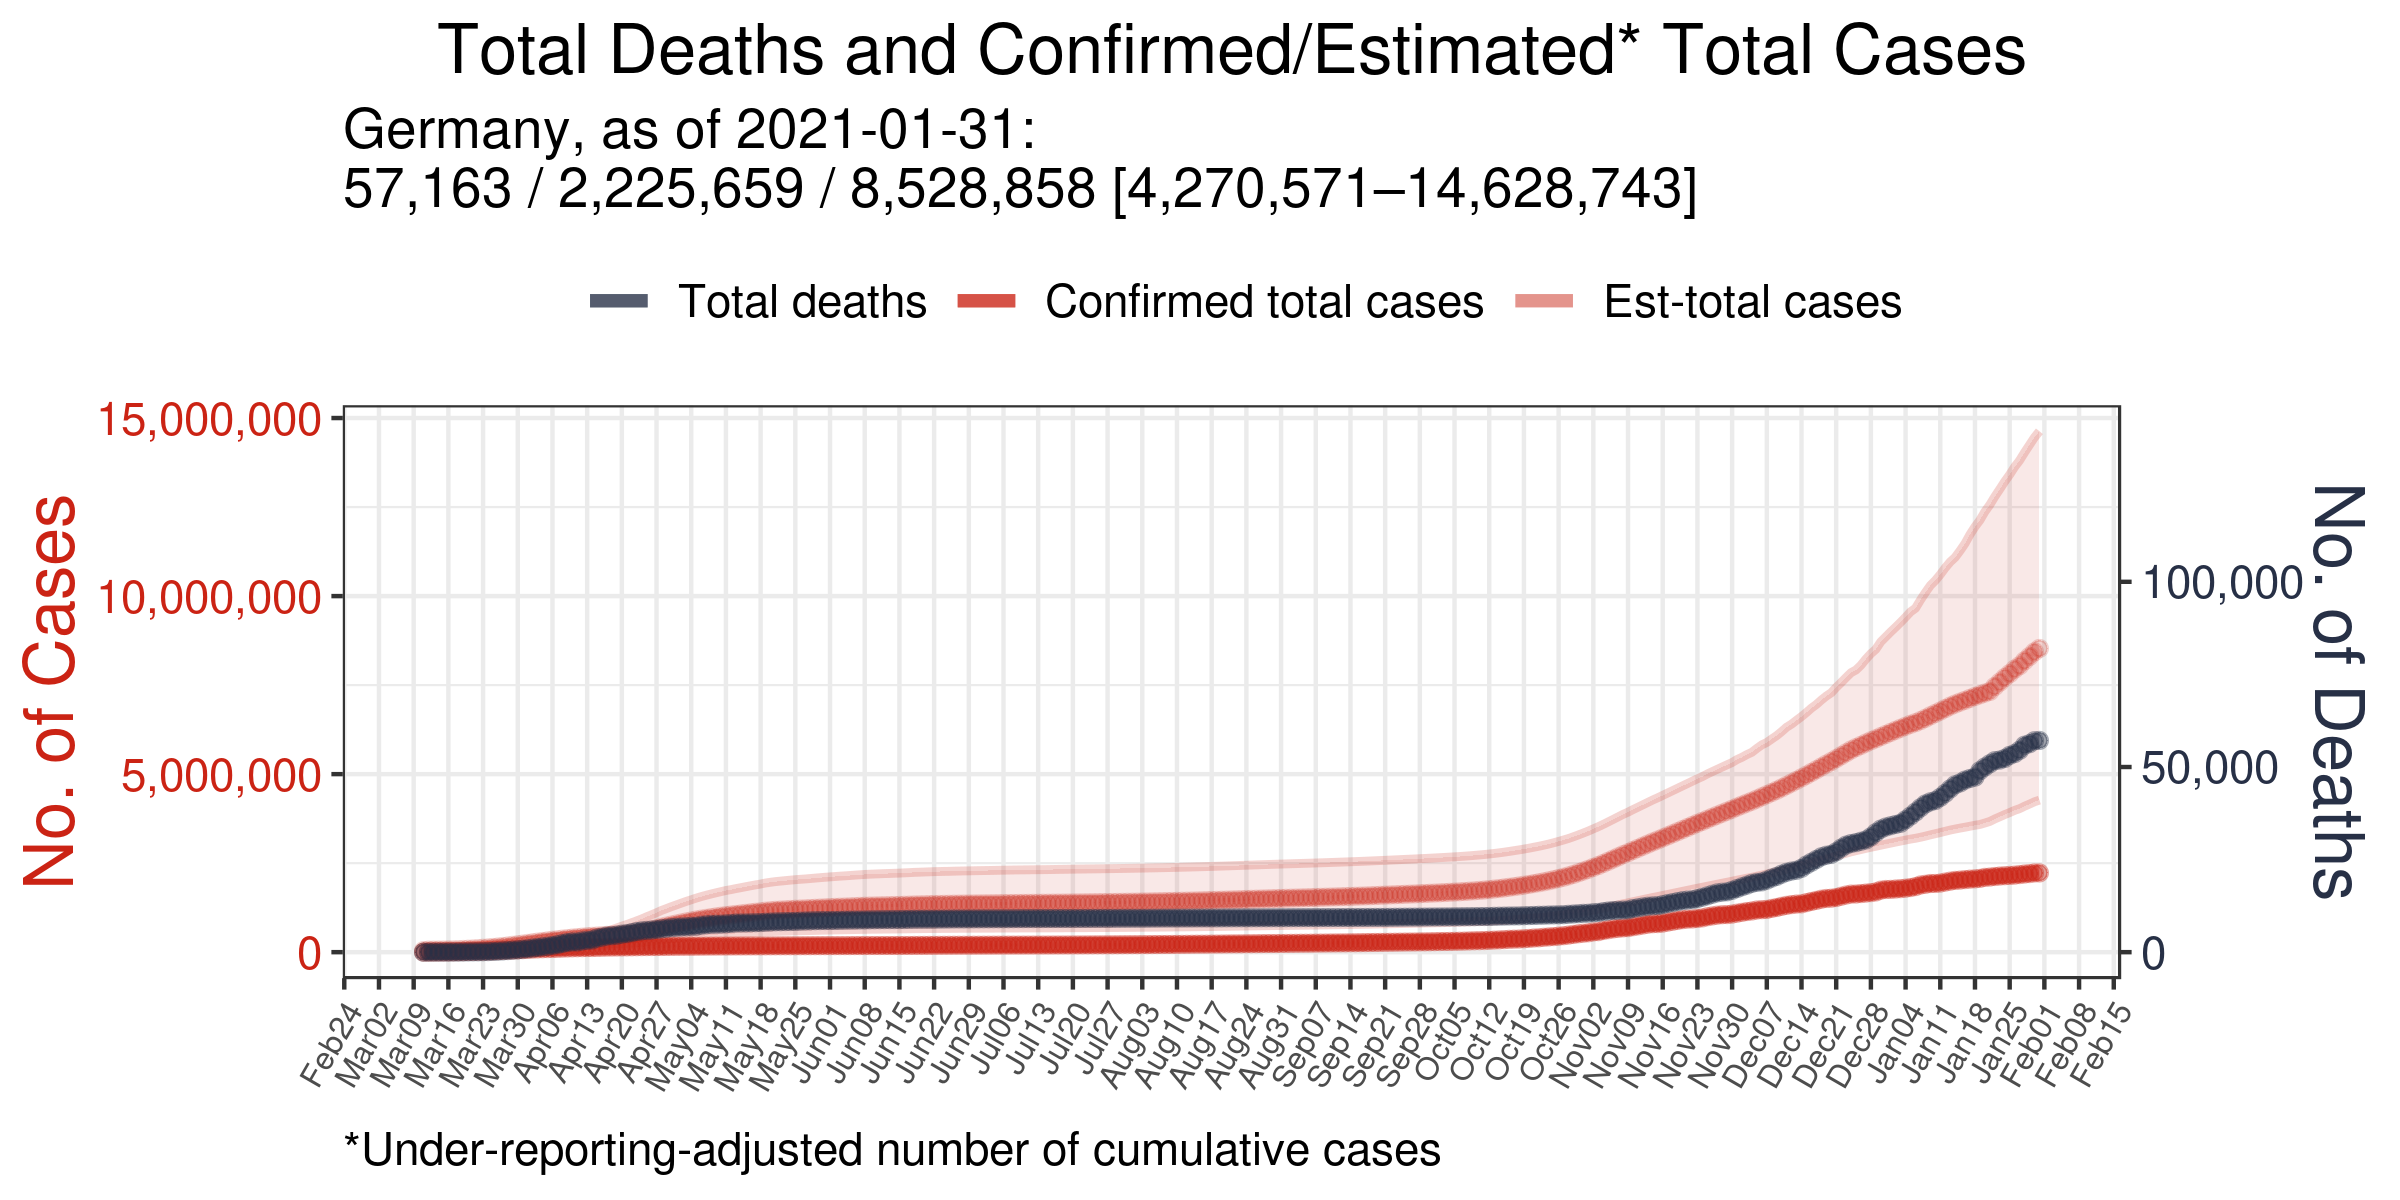 Total Deaths and Confirmed/Estimated* Total Cases
Germany, as of 2021-01-31:
57,163 / 2,225,659 / 8,528,858 [4,270,571–14,628,743]
Total deaths
Confirmed total cases
Est-total cases
No. of Cases
15,000,000
10,000,000
5,000,000
0
100,000
50,000
0
No. of Deaths
Feb24
Mar02
Mar09
Mar16
Mar23
Mar30
Apr06
Apr13
Apr20
Apr27
May04
May11
May18
May25
Jun01
Jun08
Jun15
Jun22
Jun29
Jul06
Jul13
Jul20
Jul27
Aug03
Aug10
Aug17
Aug24
Aug31
Sep07
Sep14
Sep21
Sep28
Oct05
Oct12
Oct19
Oct26
Nov02
Nov09
Nov16
Nov23
Nov30
Dec07
Dec14
Dec21
Dec28
Jan04
Jan11
Jan18
Jan25
Feb01
Feb08
Feb15
*Under-reporting-adjusted number of cumulative cases